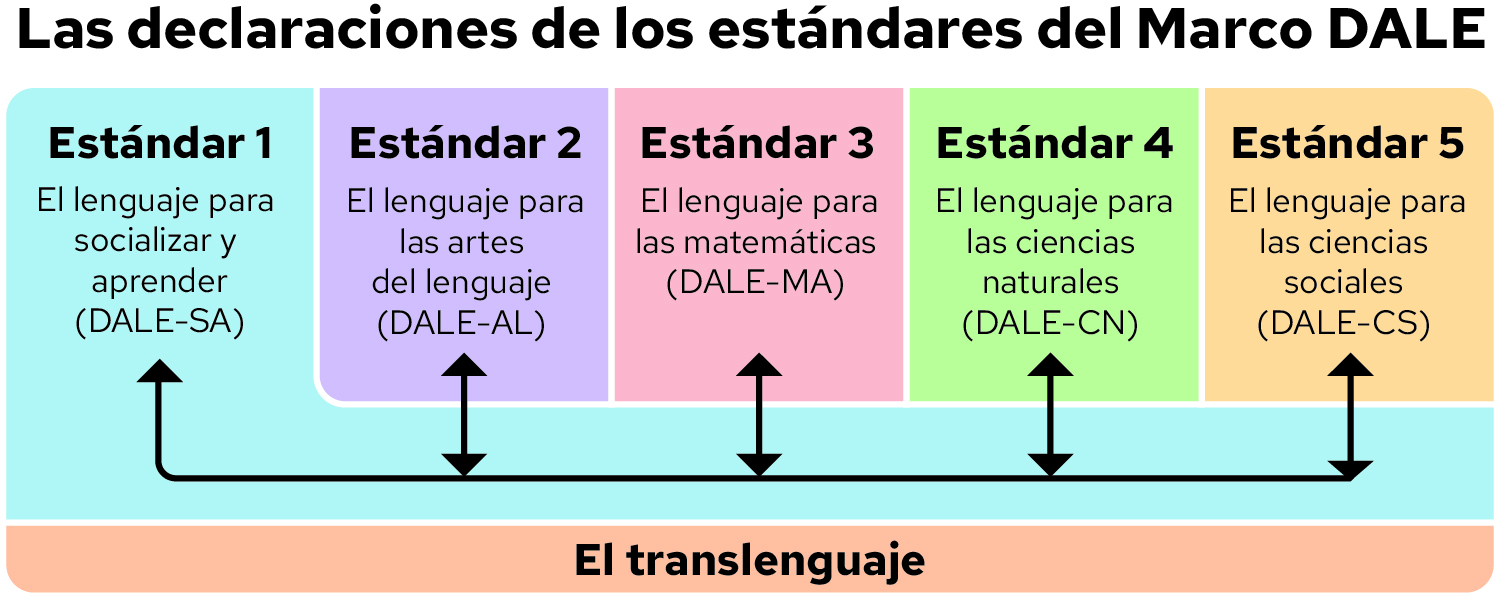 Las declaraciones de los estándares del Marco DALE
Estándar 1
El lenguaje para
socializar y
aprender
(DALE-SA)
Estándar 2
El lenguaje para
las artes
del lenguaje
(DALE-AL)
Estándar 3
El lenguaje para
las matemáticas
(DALE-MA)
Estándar 4
El lenguaje para
las ciencias
naturales
(DALE-CN)
Estándar 5
El lenguaje para
las ciencias
sociales
(DALE-CS)
El translenguaje